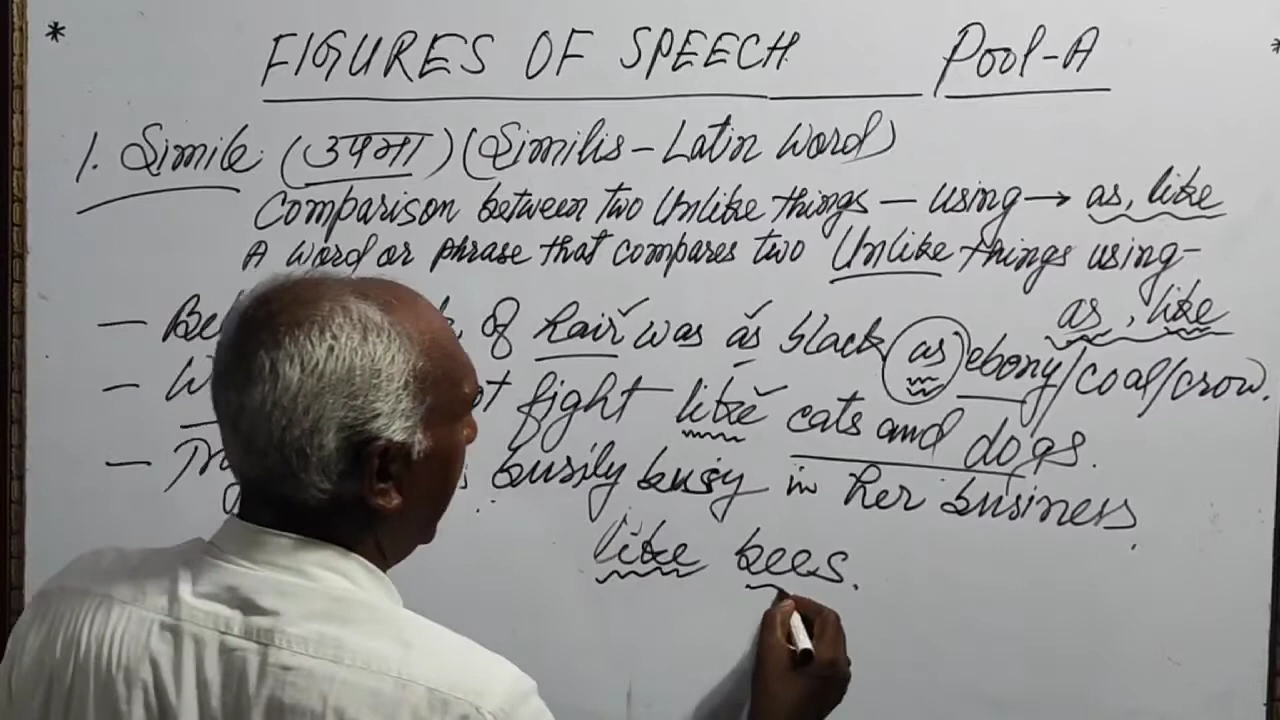 * FIGURES OF SPEECH Pool-A *
1. Simile (उपमा) (Similis - Latin Word)
Comparison between two Unlike things - using → as, like
A word or phrase that compares two Unlike things using -
as, like
- of hair was as black as ebony/coal/crow.
- fight like cats and dogs.
- busily busy in her business
like bees.